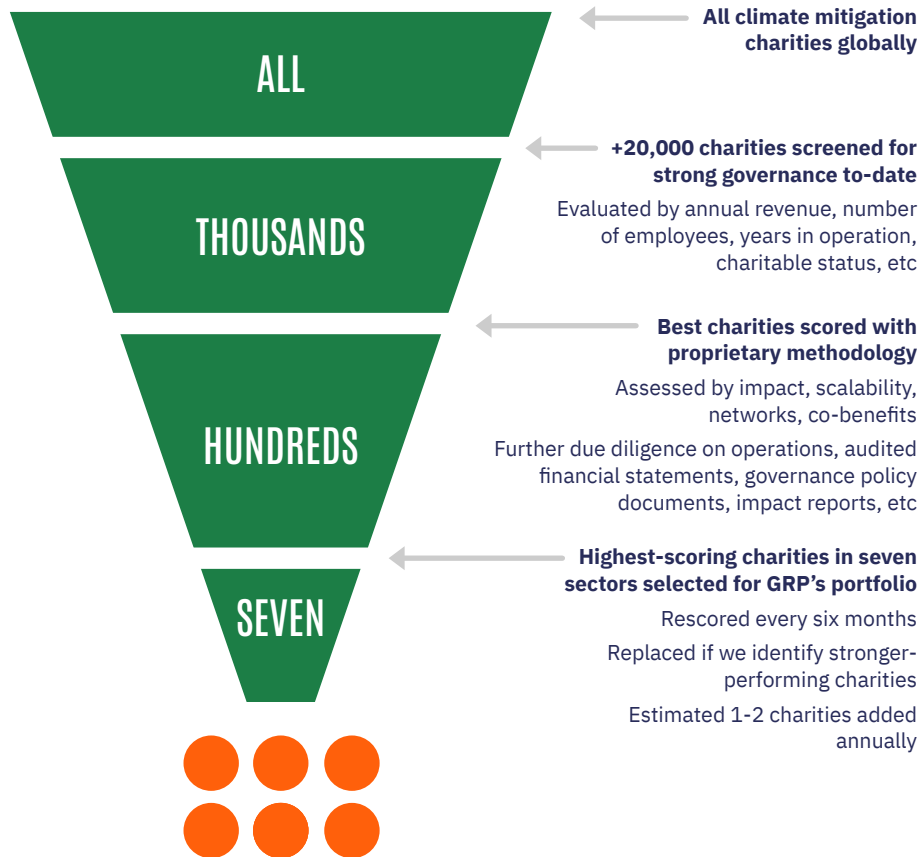 ALL
All climate mitigation
charities globally
THOUSANDS
+20,000 charities screened for
strong governance to-date
Evaluated by annual revenue, number
of employees, years in operation,
charitable status, etc
HUNDREDS
Best charities scored with
proprietary methodology
Assessed by impact, scalability,
networks, co-benefits
Further due diligence on operations, audited
financial statements, governance policy
documents, impact reports, etc
SEVEN
Highest-scoring charities in seven
sectors selected for GRP’s portfolio
Rescored every six months
Replaced if we identify stronger-
performing charities
Estimated 1-2 charities added
annually